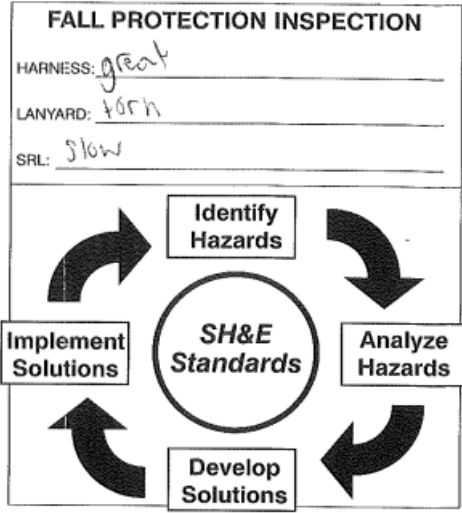 FALL PROTECTION INSPECTION
HARNESS: great
LANYARD: torn
SRL: Slow
Identify
Hazards
Analyze
Hazards
Develop
Solutions
Implement
Solutions
SH&E
Standards